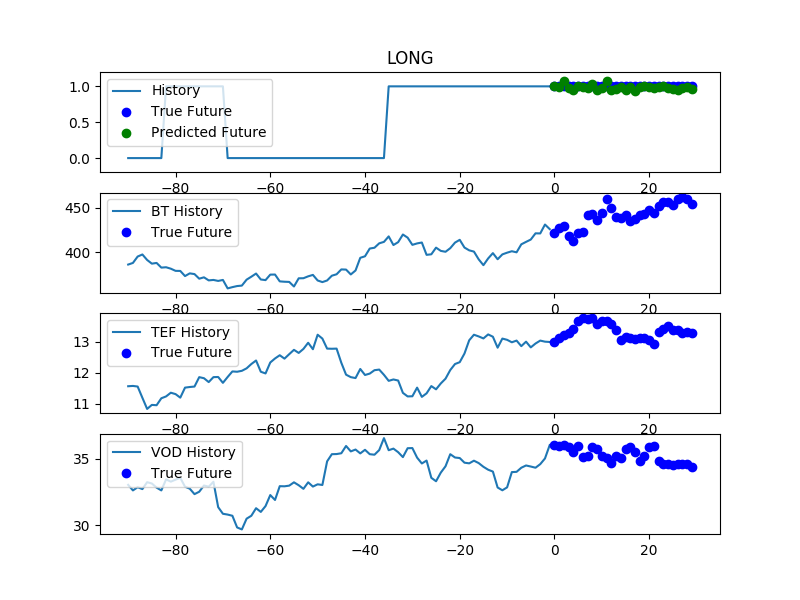 LONG
1.0
0.5
0.0
History
True Future
Predicted Future
−80 −60 −40 −20 0 20
450
400
BT History
True Future
−80 −60 −40 −20 0 20
13
12
11
TEF History
True Future
−80 −60 −40 −20 0 20
35
30
VOD History
True Future
−80 −60 −40 −20 0 20